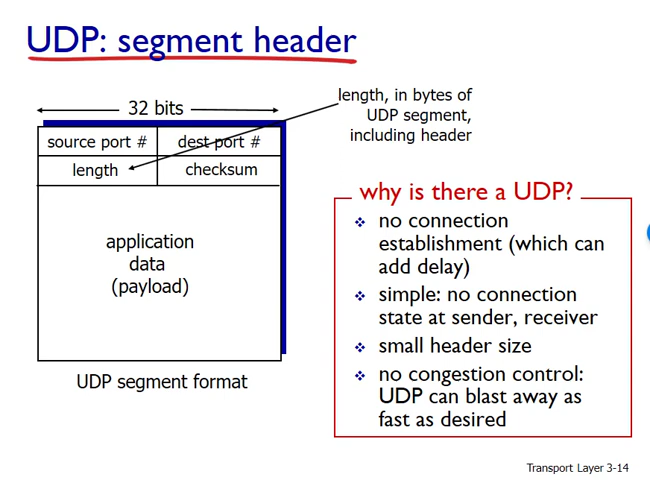 UDP: segment header
32 bits
length, in bytes of
UDP segment,
including header
source port #
dest port #
length
checksum
application
data
(payload)
UDP segment format
why is there a UDP?
no connection
establishment (which can
add delay)
simple: no connection
state at sender, receiver
small header size
no congestion control:
UDP can blast away as
fast as desired
Transport Layer 3-14